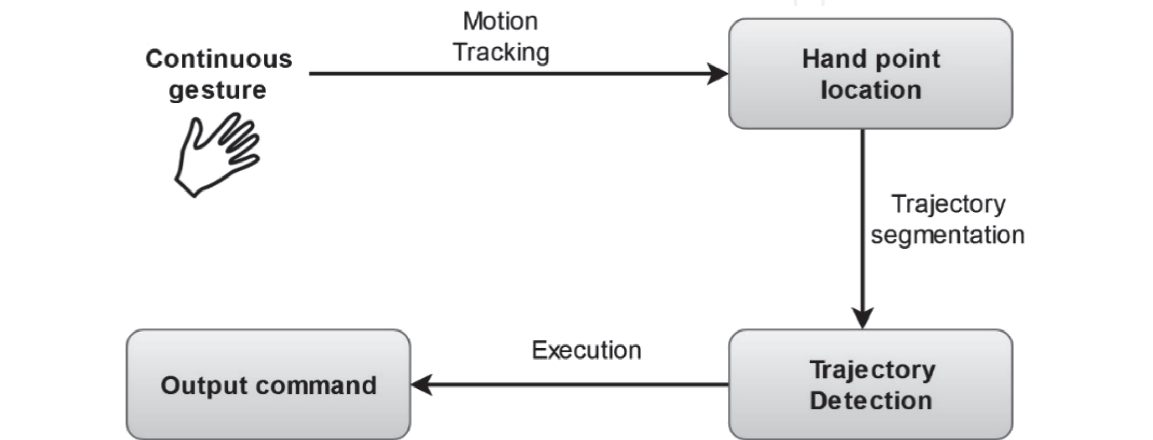 Motion
Tracking
Continuous
gesture
Hand point
location
Trajectory
segmentation
Execution
Output command
Trajectory
Detection